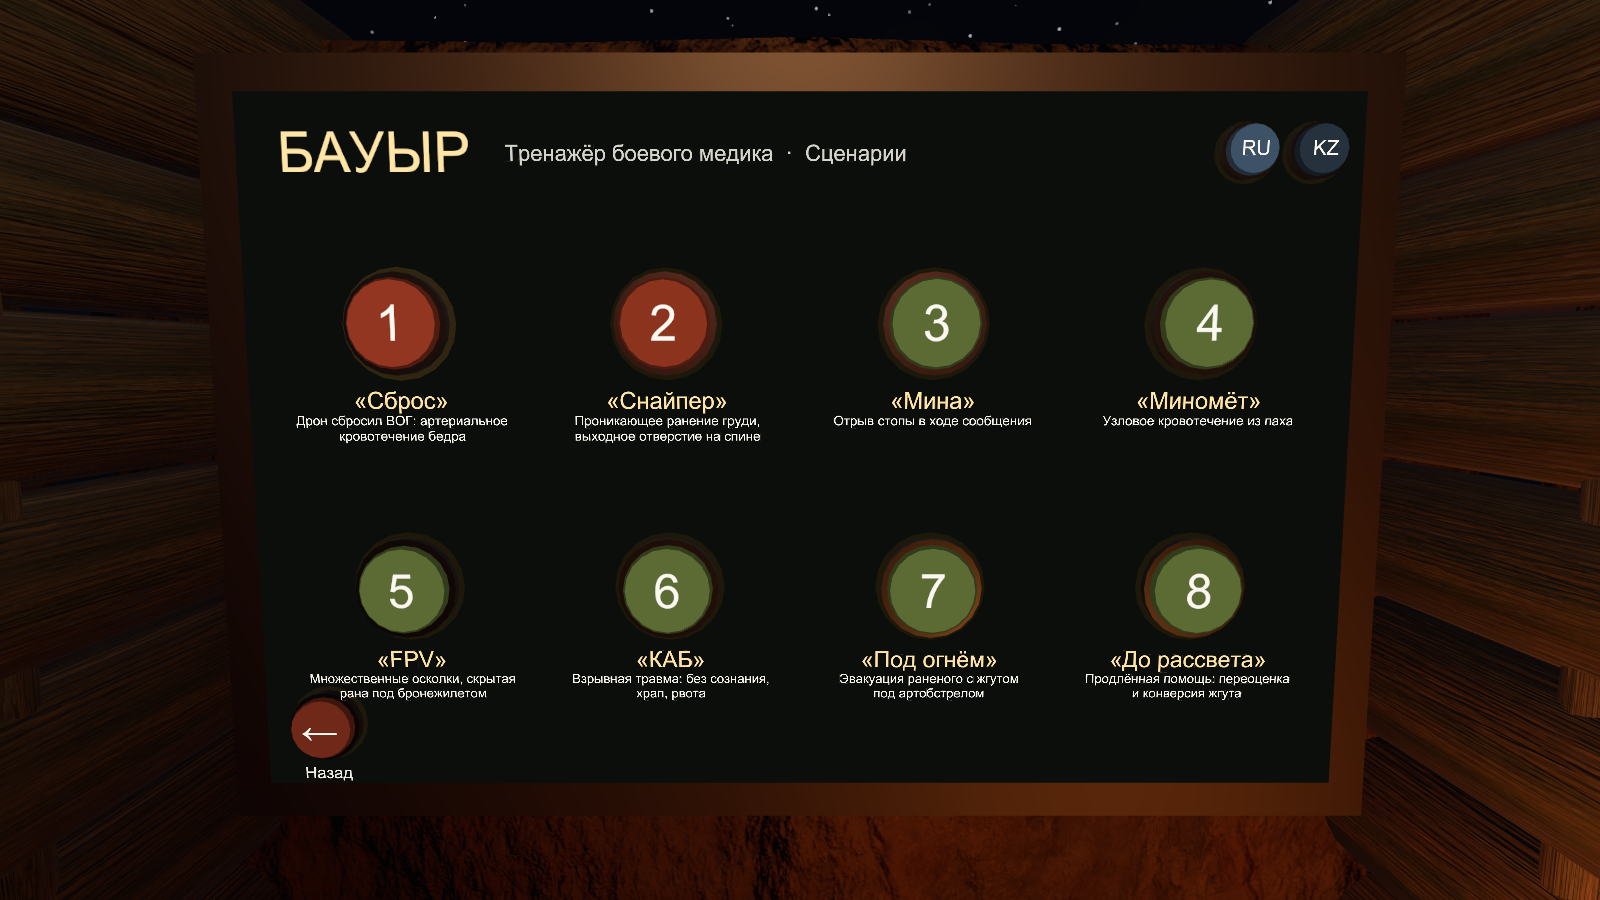 БАУЫР
Тренажёр боевого медика · Сценарии
RU
KZ
1
2
3
4
«Сброс»
Дрон сбросил ВОГ: артериальное
кровотечение бедра
«Снайпер»
Проникающее ранение груди,
выходное отверстие на спине
«Мина»
Отрыв стопы в ходе сообщения
«Миномёт»
Узловое кровотечение из паха
5
6
7
8
«FPV»
Множественные осколки, скрытая
рана под бронежилетом
«КАБ»
Взрывная травма: без сознания,
храп, рвота
«Под огнём»
Эвакуация раненого с жгутом
под артобстрелом
«До рассвета»
Продлённая помощь: переоценка
и конверсия жгута
←
Назад